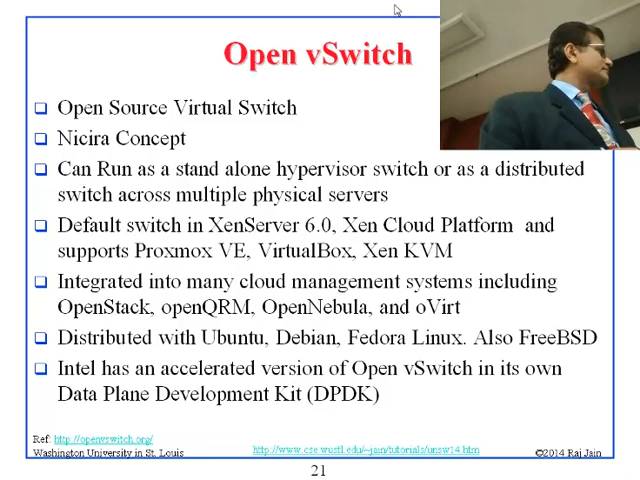 Open vSwitch
Open Source Virtual Switch
Nicira Concept
Can Run as a stand alone hypervisor switch or as a distributed
switch across multiple physical servers
Default switch in XenServer 6.0, Xen Cloud Platform and
supports Proxmox VE, VirtualBox, Xen KVM
Integrated into many cloud management systems including
OpenStack, openQRM, OpenNebula, and oVirt
Distributed with Ubuntu, Debian, Fedora Linux. Also FreeBSD
Intel has an accelerated version of Open vSwitch in its own
Data Plane Development Kit (DPDK)
Ref: http://openvswitch.org/
Washington University in St. Louis
http://www.cse.wustl.edu/~jain/tutorials/unsw14.htm
©2014 Raj Jain
21